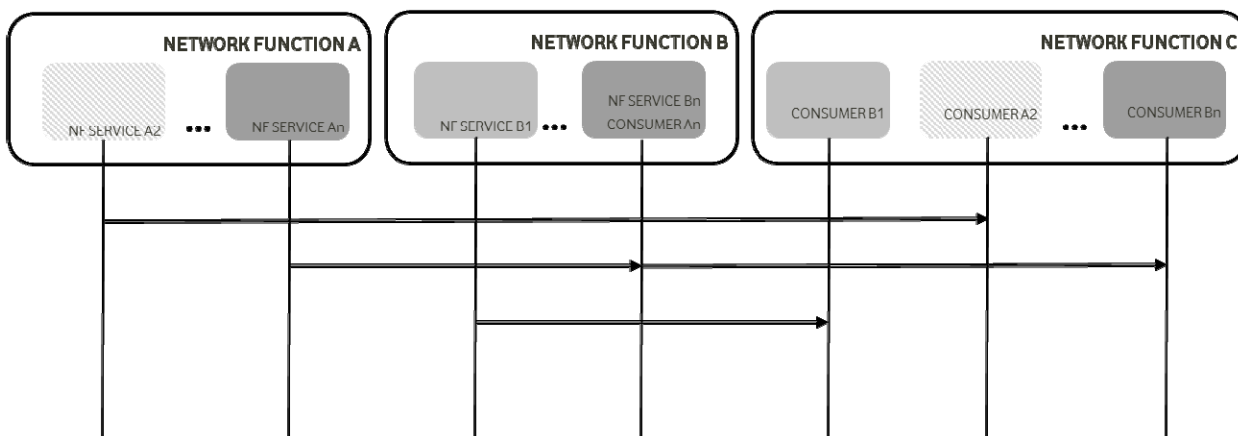 NETWORK FUNCTION A
NF SERVICE A2
...
NF SERVICE An
NETWORK FUNCTION B
NF SERVICE B1
...
NF SERVICE Bn
CONSUMER An
NETWORK FUNCTION C
CONSUMER B1
CONSUMER A2
...
CONSUMER Bn